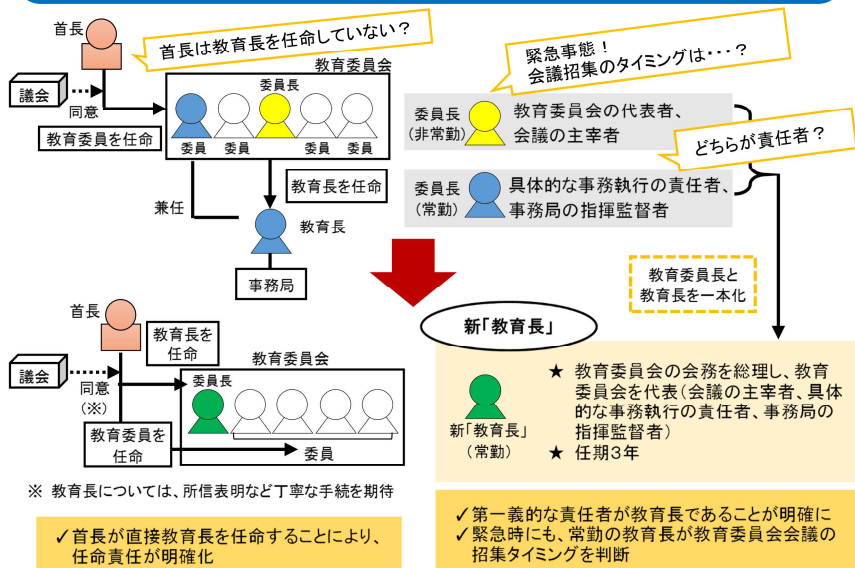 首長
首長は教育長を任命していない？
議会
同意
教育委員を任命
教育委員会
委員長
委員
委員
委員
委員
教育長を任命
兼任
教育長
事務局
緊急事態！
会議招集のタイミングは・・・？
委員長
(非常勤)
教育委員会の代表者、
会議の主宰者
どちらが責任者？
委員長
(常勤)
具体的な事務執行の責任者、
事務局の指揮監督者
教育委員長と
教育長を一本化
首長
教育長を
任命
議会
同意
(※)
教育委員を
任命
教育委員会
委員長
委員
※ 教育長については、所信表明など丁寧な手続を期待
✓首長が直接教育長を任命することにより、
任命責任が明確化
新「教育長」
新「教育長」
(常勤)
★ 教育委員会の会務を総理し、教育
委員会を代表(会議の主宰者、具体
的な事務執行の責任者、事務局の
指揮監督者)
★ 任期３年
✓第一義的な責任者が教育長であることが明確に
✓緊急時にも、常勤の教育長が教育委員会会議の
招集タイミングを判断